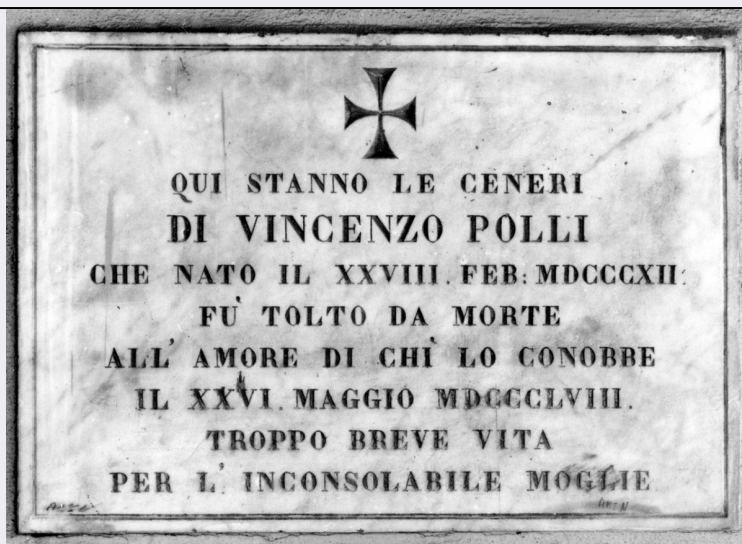 QUI STANNO LE CENERI
DI VINCENZO POLLI
CHE NATO IL XXVIII. FEB: MDCCCXII:
FU' TOLTO DA MORTE
ALL' AMORE DI CHÌ LO CONOBBE
IL XXVI. MAGGIO MDCCCLVIII.
TROPPO BREVE VITA
PER L' INCONSOLABILE MOGLIE